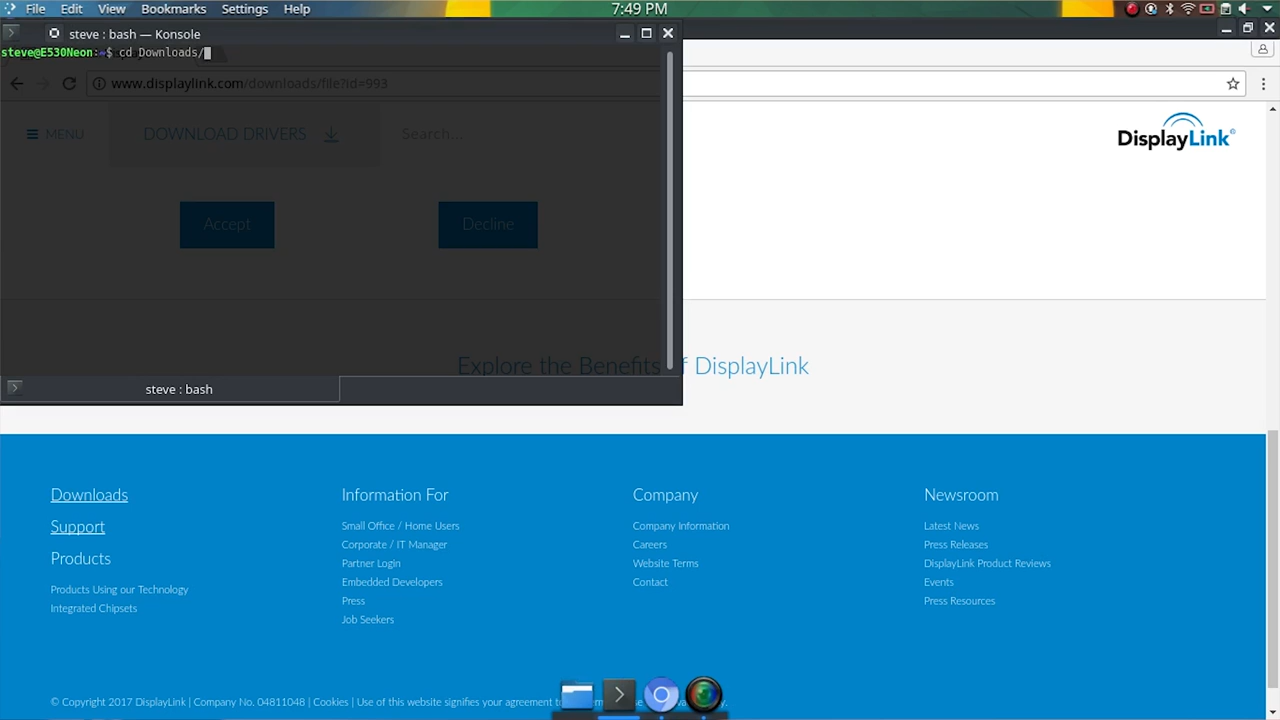 File Edit View Bookmarks Settings Help
7:49 PM
steve : bash — Konsole
steve@E530Neon:~$ cd Downloads/
www.displaylink.com/downloads/file?id=993
MENU
DOWNLOAD DRIVERS
Search...
DisplayLink
Accept
Decline
Explore the Benefits of DisplayLink
steve : bash
Downloads
Support
Products
Products Using our Technology
Integrated Chipsets
Information For
Small Office / Home Users
Corporate / IT Manager
Partner Login
Embedded Developers
Press
Job Seekers
Company
Company Information
Careers
Website Terms
Contact
Newsroom
Latest News
Press Releases
DisplayLink Product Reviews
Events
Press Resources
© Copyright 2017 DisplayLink | Company No. 04811048 | Cookies | Use of this website signifies your agreement